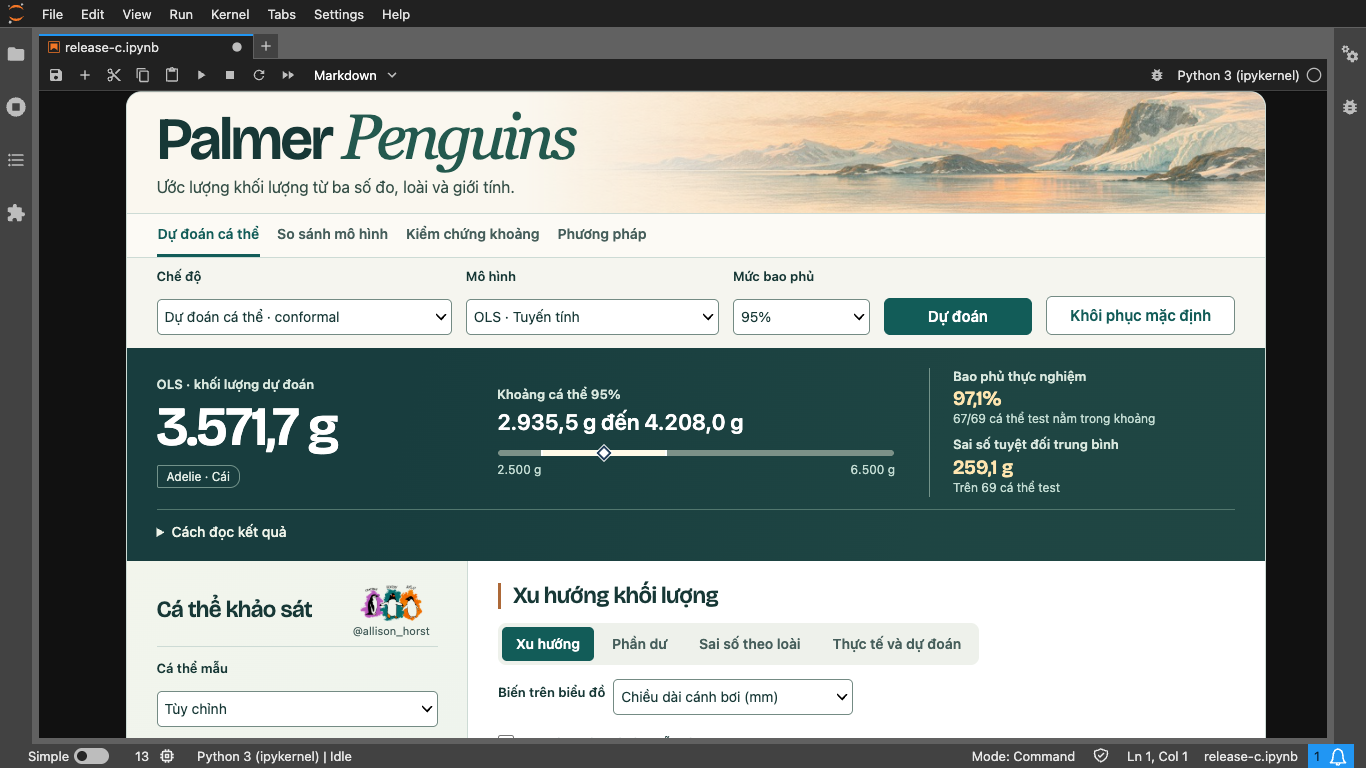 File Edit View Run Kernel Tabs Settings Help
release-c.ipynb
Markdown
Python 3 (ipykernel)
Palmer Penguins
Ước lượng khối lượng từ ba số đo, loài và giới tính.
Dự đoán cá thể So sánh mô hình Kiểm chứng khoảng Phương pháp
Chế độ Mô hình Mức bao phủ
Dự đoán cá thể · conformal OLS · Tuyến tính 95% Dự đoán Khôi phục mặc định
OLS · khối lượng dự đoán
3.571,7 g
Adelie · Cái
Khoảng cá thể 95%
2.935,5 g đến 4.208,0 g
2.500 g 6.500 g
Bao phủ thực nghiệm
97,1%
67/69 cá thể test nằm trong khoảng
Sai số tuyệt đối trung bình
259,1 g
Trên 69 cá thể test
Cách đọc kết quả
Cá thể khảo sát
@allison_horst
Cá thể mẫu
Tùy chỉnh
Xu hướng khối lượng
Xu hướng Phần dư Sai số theo loài Thực tế và dự đoán
Biến trên biểu đồ Chiều dài cánh bơi (mm)
Simple 13 Python 3 (ipykernel) | Idle Mode: Command Ln 1, Col 1 release-c.ipynb 1